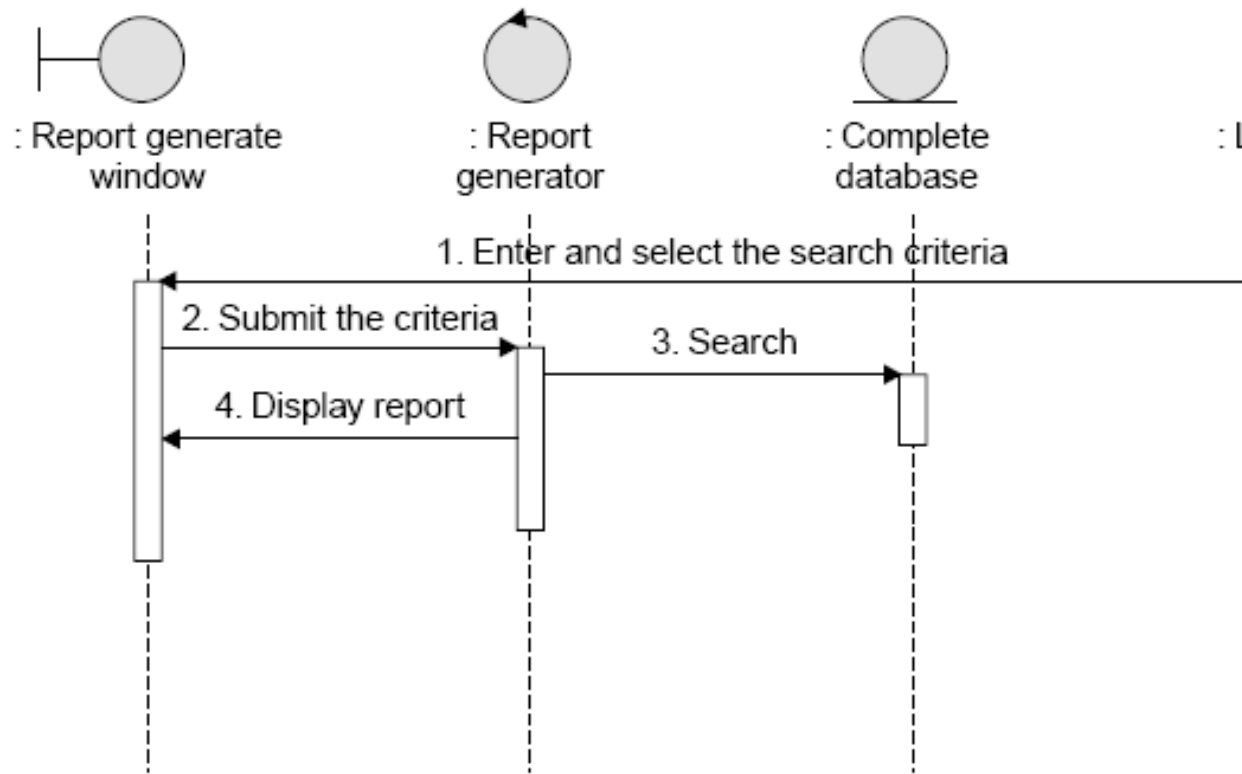 : Report generate
window
: Report
generator
: Complete
database
: L
1. Enter and select the search criteria
2. Submit the criteria
3. Search
4. Display report